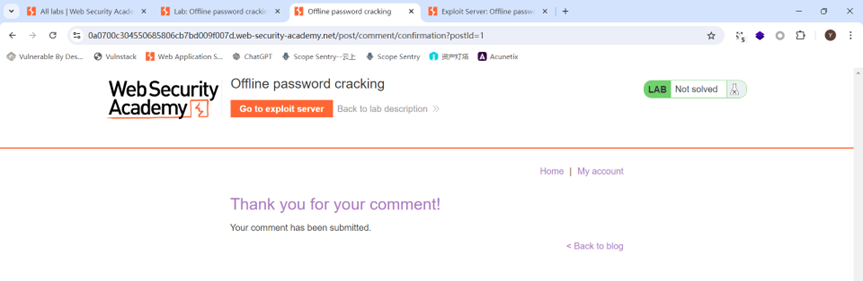 All labs | Web Security Acade
Lab: Offline password crackin
Offline password cracking
Exploit Server: Offline passw
0a0700c304550685806cb7bd009f007d.web-security-academy.net/post/comment/confirmation?postId=1
Vulnerable By Des...
Vulnstack
Web Application S...
ChatGPT
Scope Sentry--云上
Scope Sentry
资产灯塔
Acunetix
Web Security
Academy
Offline password cracking
Go to exploit server
Back to lab description
LAB
Not solved
Home | My account
Thank you for your comment!
Your comment has been submitted.
< Back to blog